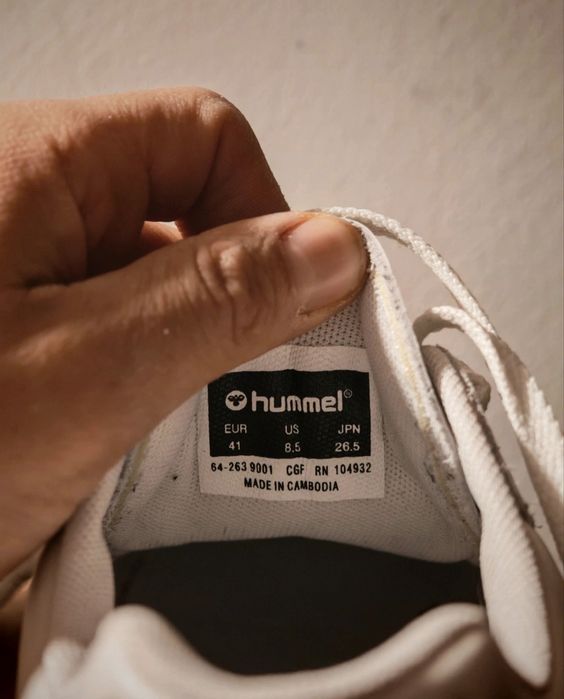 hummel®
EUR US JPN
41 8.5 26.5
64-263 9001 CGF RN 104932
MADE IN CAMBODIA